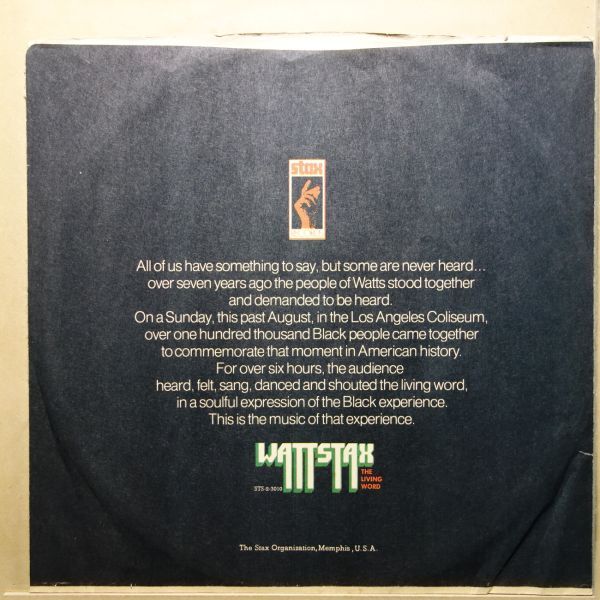 stax
All of us have something to say, but some are never heard...
over seven years ago the people of Watts stood together
and demanded to be heard.
On a Sunday, this past August, in the Los Angeles Coliseum,
over one hundred thousand Black people came together
to commemorate that moment in American history.
For over six hours, the audience
heard, felt, sang, danced and shouted the living word,
in a soulful expression of the Black experience.
This is the music of that experience.
WATTSTAX
THE
LIVING
WORD
STS-2-3010
The Stax Organization, Memphis, U.S.A.